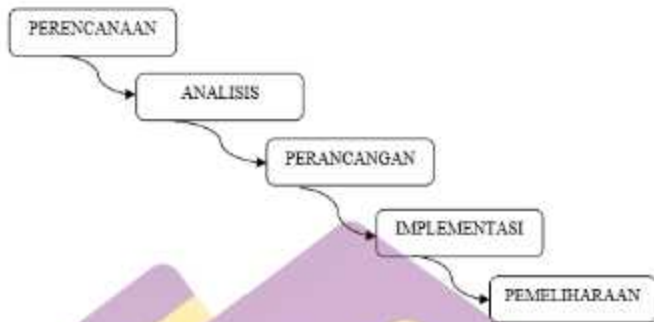 PERENCANAAN
ANALISIS
PERANCANGAN
IMPLEMENTASI
PEMELIHARAAN